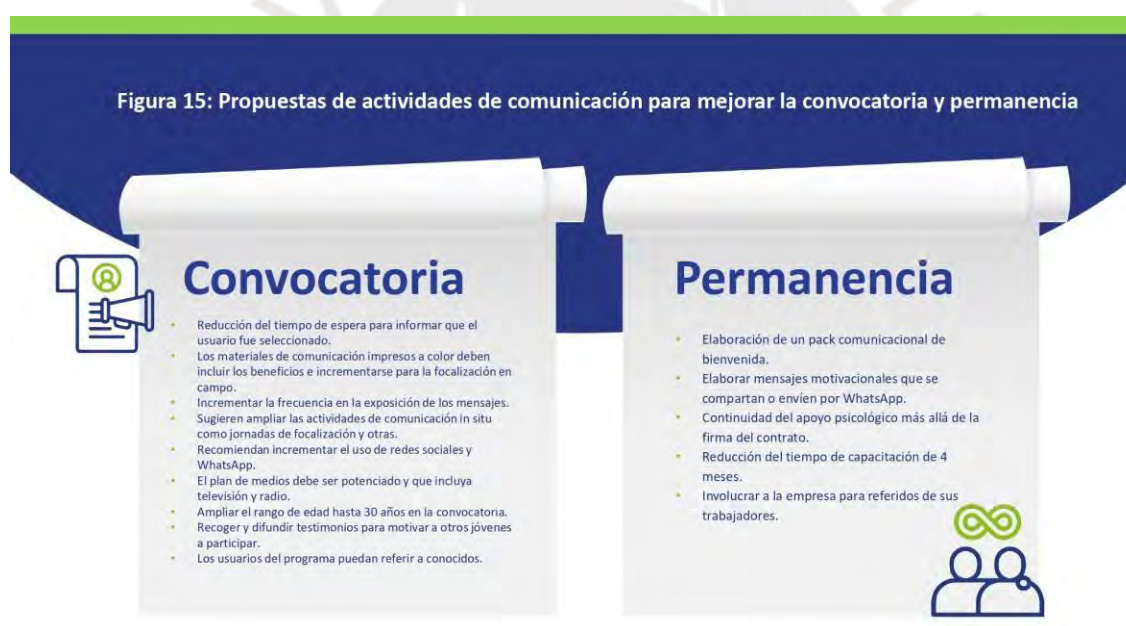 Figura 15: Propuestas de actividades de comunicación para mejorar la convocatoria y permanencia
Convocatoria
• Reducción del tiempo de espera para informar que el
usuario fue seleccionado.
• Los materiales de comunicación impresos a color deben
incluir los beneficios e incrementarse para la focalización en
campo.
• Incrementar la frecuencia en la exposición de los mensajes.
• Sugieren ampliar las actividades de comunicación in situ
como jornadas de focalización y otras.
• Recomiendan incrementar el uso de redes sociales y
WhatsApp.
• El plan de medios debe ser potenciado y que incluya
televisión y radio.
• Ampliar el rango de edad hasta 30 años en la convocatoria.
• Recoger y difundir testimonios para motivar a otros jóvenes
a participar.
• Los usuarios del programa puedan referir a conocidos.
Permanencia
• Elaboración de un pack comunicacional de
bienvenida.
• Elaborar mensajes motivacionales que se
compartan o envíen por WhatsApp.
• Continuidad del apoyo psicológico más allá de la
firma del contrato.
• Reducción del tiempo de capacitación de 4
meses.
• Involucrar a la empresa para referidos de sus
trabajadores.